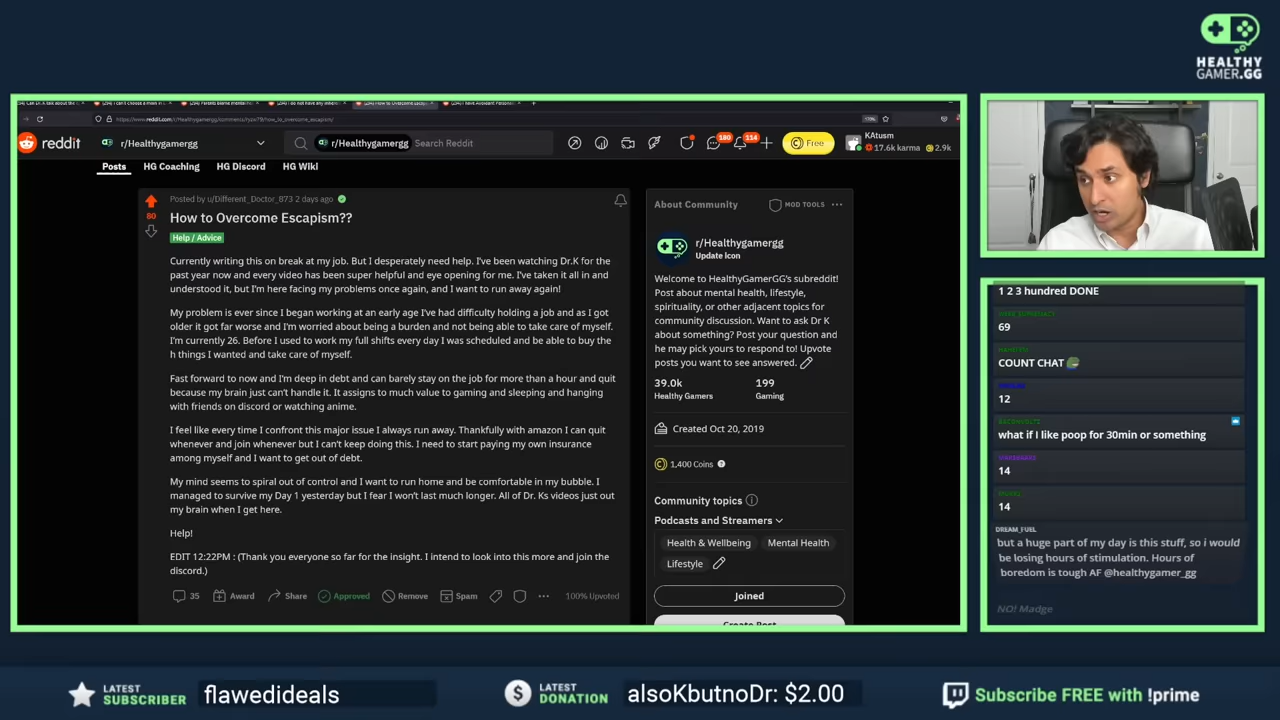 HEALTHY
GAMER.GG
https://www.reddit.com/r/Healthygamergg/comments/ryzw79/how_to_overcome_escapism/
reddit
r/Healthygamergg
r/Healthygamergg
Search Reddit
180
114
Free
KAtusm
17.6k karma
2.9k
Posts
HG Coaching
HG Discord
HG Wiki
Posted by u/Different_Doctor_873 2 days ago
80
How to Overcome Escapism??
Help / Advice
Currently writing this on break at my job. But I desperately need help. I've been watching Dr.K for the
past year now and every video has been super helpful and eye opening for me. I've taken it all in and
understood it, but I'm here facing my problems once again, and I want to run away again!
My problem is ever since I began working at an early age I've had difficulty holding a job and as I got
older it got far worse and I'm worried about being a burden and not being able to take care of myself.
I'm currently 26. Before I used to work my full shifts every day I was scheduled and be able to buy the
h things I wanted and take care of myself.
Fast forward to now and I'm deep in debt and can barely stay on the job for more than a hour and quit
because my brain just can't handle it. It assigns to much value to gaming and sleeping and hanging
with friends on discord or watching anime.
I feel like every time I confront this major issue I always run away. Thankfully with amazon I can quit
whenever and join whenever but I can't keep doing this. I need to start paying my own insurance
among myself and I want to get out of debt.
My mind seems to spiral out of control and I want to run home and be comfortable in my bubble. I
managed to survive my Day 1 yesterday but I fear I won't last much longer. All of Dr. Ks videos just out
my brain when I get here.
Help!
EDIT 12:22PM : (Thank you everyone so far for the insight. I intend to look into this more and join the
discord.)
35
Award
Share
Approved
Remove
Spam
100% Upvoted
About Community
MOD TOOLS
r/Healthygamergg
Update Icon
Welcome to HealthyGamerGG's subreddit!
Post about mental health, lifestyle,
spirituality, or other adjacent topics for
community discussion. Want to ask Dr K
about something? Post your question and
he may pick yours to respond to! Upvote
posts you want to see answered.
39.0k
199
Healthy Gamers
Gaming
Created Oct 20, 2019
1,400 Coins
Community topics
Podcasts and Streamers
Health & Wellbeing
Mental Health
Lifestyle
Joined
Create Post
1 2 3 hundred DONE
69
COUNT CHAT
12
what if I like poop for 30min or something
14
14
DREAM_FUEL
but a huge part of my day is this stuff, so i would
be losing hours of stimulation. Hours of
boredom is tough AF @healthygamer_gg
NO! Madge
LATEST
SUBSCRIBER
flawedideals
LATEST
DONATION
alsoKbutnoDr: $2.00
Subscribe FREE with !prime